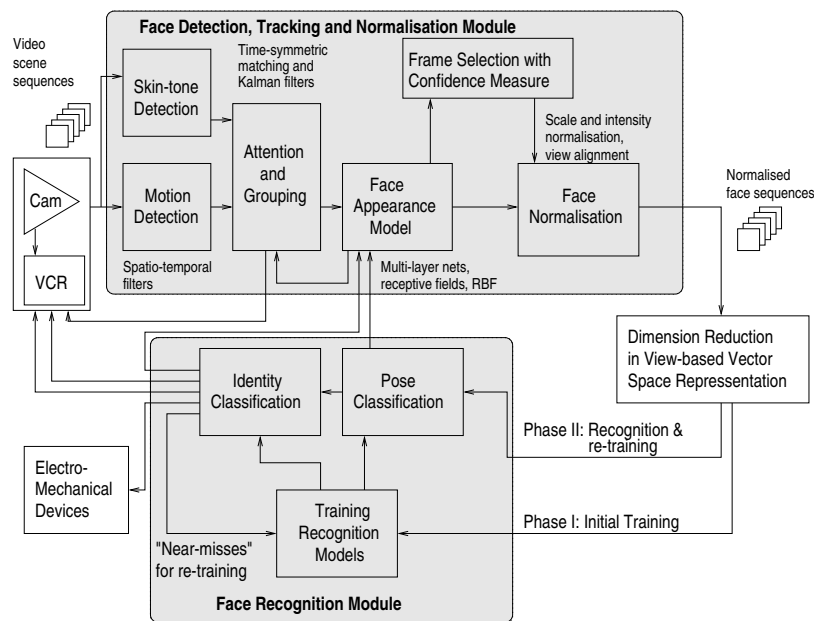 Face Detection, Tracking and Normalisation Module
Video
scene
sequences
Time-symmetric
matching and
Kalman filters
Frame Selection with
Confidence Measure
Skin-tone
Detection
Scale and intensity
normalisation,
view alignment
Attention
and
Grouping
Normalised
face sequences
Cam
Motion
Detection
Face
Appearance
Model
Face
Normalisation
VCR
Spatio-temporal
filters
Multi-layer nets,
receptive fields, RBF
Dimension Reduction
in View-based Vector
Space Repressentation
Identity
Classification
Pose
Classification
Phase II: Recognition &
re-training
Electro-
Mechanical
Devices
Training
Recognition
Models
Phase I: Initial Training
"Near-misses"
for re-training
Face Recognition Module